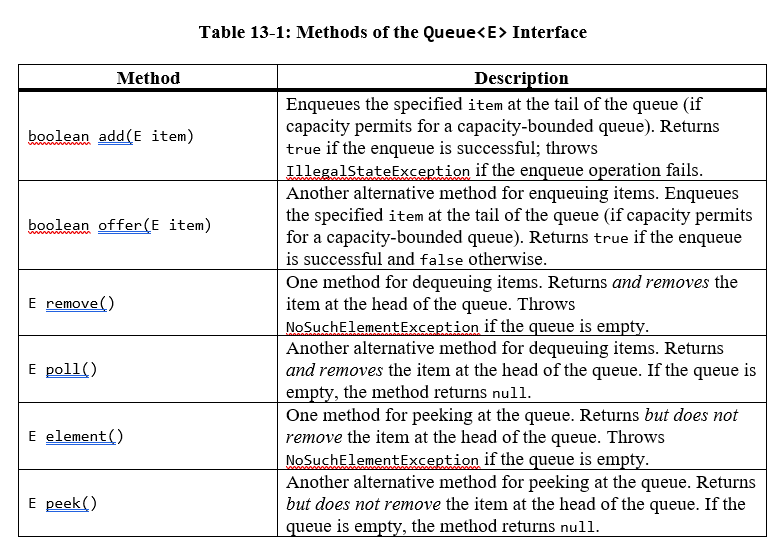 Table 13-1: Methods of the Queue<E> Interface
Method
Description
boolean add(E item)
Enqueues the specified item at the tail of the queue (if
capacity permits for a capacity-bounded queue). Returns
true if the enqueue is successful; throws
IllegalStateException if the enqueue operation fails.
boolean offer(E item)
Another alternative method for enqueuing items. Enqueues
the specified item at the tail of the queue (if capacity permits
for a capacity-bounded queue). Returns true if the enqueue
is successful and false otherwise.
E remove()
One method for dequeuing items. Returns and removes the
item at the head of the queue. Throws
NoSuchElementException if the queue is empty.
E poll()
Another alternative method for dequeuing items. Returns
and removes the item at the head of the queue. If the queue is
empty, the method returns null.
E element()
One method for peeking at the queue. Returns but does not
remove the item at the head of the queue. Throws
NoSuchElementException if the queue is empty.
E peek()
Another alternative method for peeking at the queue. Returns
but does not remove the item at the head of the queue. If the
queue is empty, the method returns null.